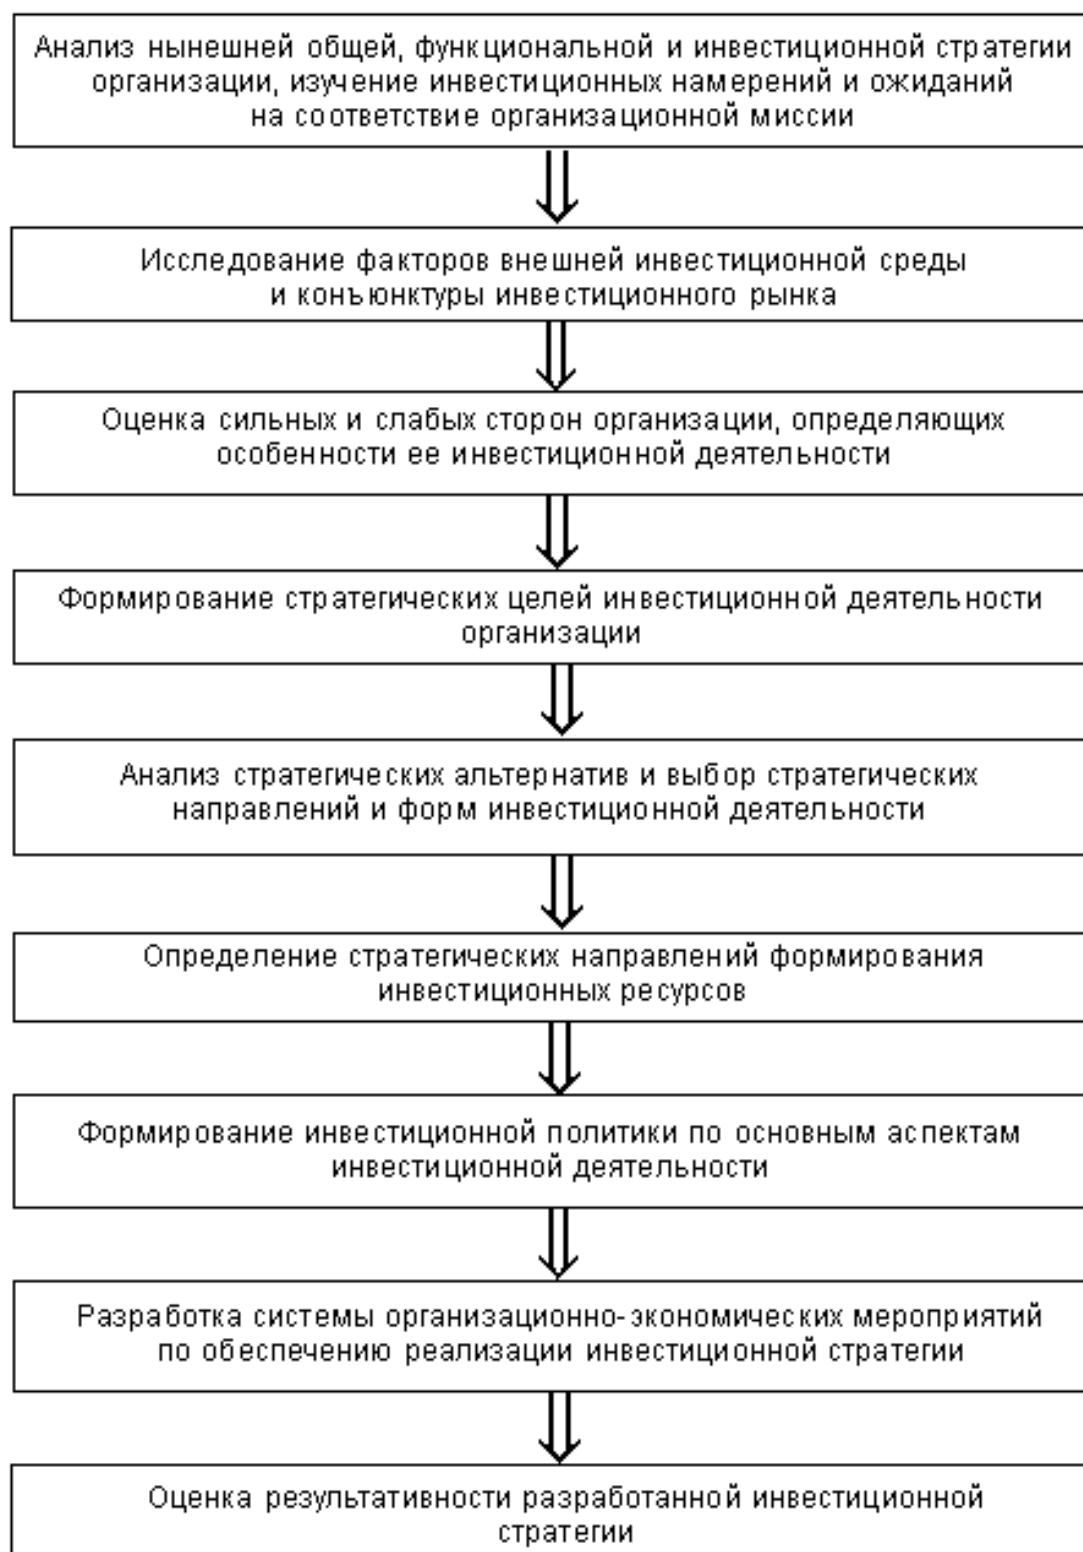 Анализ нынешней общей, функциональной и инвестиционной стратегии
организации, изучение инвестиционных намерений и ожиданий
на соответствие организационной миссии
Исследование факторов внешней инвестиционной среды
и конъюнктуры инвестиционного рынка
Оценка сильных и слабых сторон организации, определяющих
особенности ее инвестиционной деятельности
Формирование стратегических целей инвестиционной деятельности
организации
Анализ стратегических альтернатив и выбор стратегических
направлений и форм инвестиционной деятельности
Определение стратегических направлений формирования
инвестиционных ресурсов
Формирование инвестиционной политики по основным аспектам
инвестиционной деятельности
Разработка системы организационно-экономических мероприятий
по обеспечению реализации инвестиционной стратегии
Оценка результативности разработанной инвестиционной
стратегии